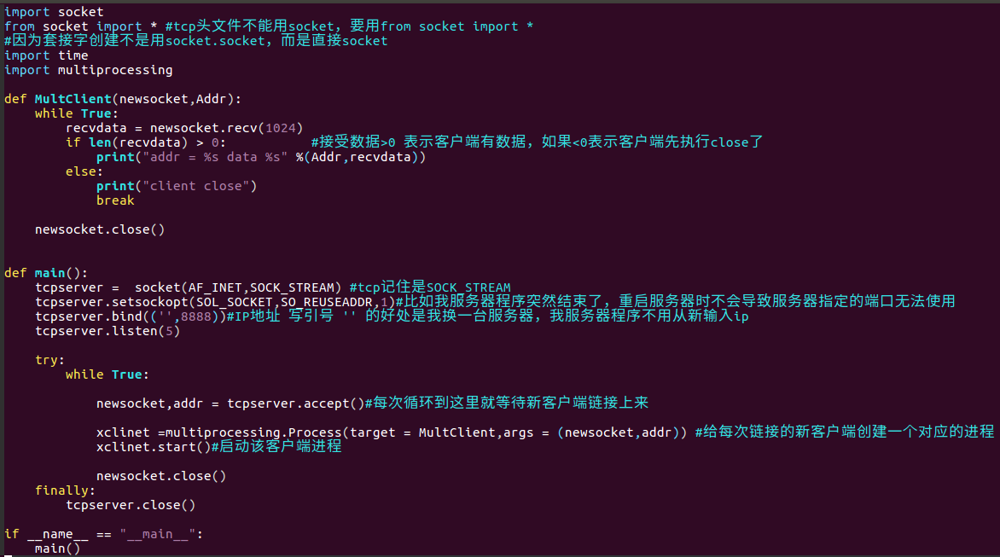 import socket
from socket import * #tcp头文件不能用socket，要用from socket import *
#因为套接字创建不是用socket.socket，而是直接socket
import time
import multiprocessing
def MultClient(newsocket,Addr):
    while True:
        recvdata = newsocket.recv(1024)
        if len(recvdata) > 0:           #接受数据>0 表示客户端有数据，如果<0表示客户端先执行close了
            print("addr = %s data %s" %(Addr,recvdata))
        else:
            print("client close")
            break
    newsocket.close()
def main():
    tcpserver =  socket(AF_INET,SOCK_STREAM) #tcp记住是SOCK_STREAM
    tcpserver.setsockopt(SOL_SOCKET,SO_REUSEADDR,1)#比如我服务器程序突然结束了，重启服务器时不会导致服务器指定的端口无法使用
    tcpserver.bind(('',8888))#IP地址 写引号 '' 的好处是我换一台服务器，我服务器程序不用从新输入ip
    tcpserver.listen(5)
    try:
        while True:
            newsocket,addr = tcpserver.accept()#每次循环到这里就等待新客户端链接上来
            xclinet =multiprocessing.Process(target = MultClient,args = (newsocket,addr)) #给每次链接的新客户端创建一个对应的进程
            xclinet.start()#启动该客户端进程
            newsocket.close()
    finally:
        tcpserver.close()
if __name__ == "__main__":
    main()